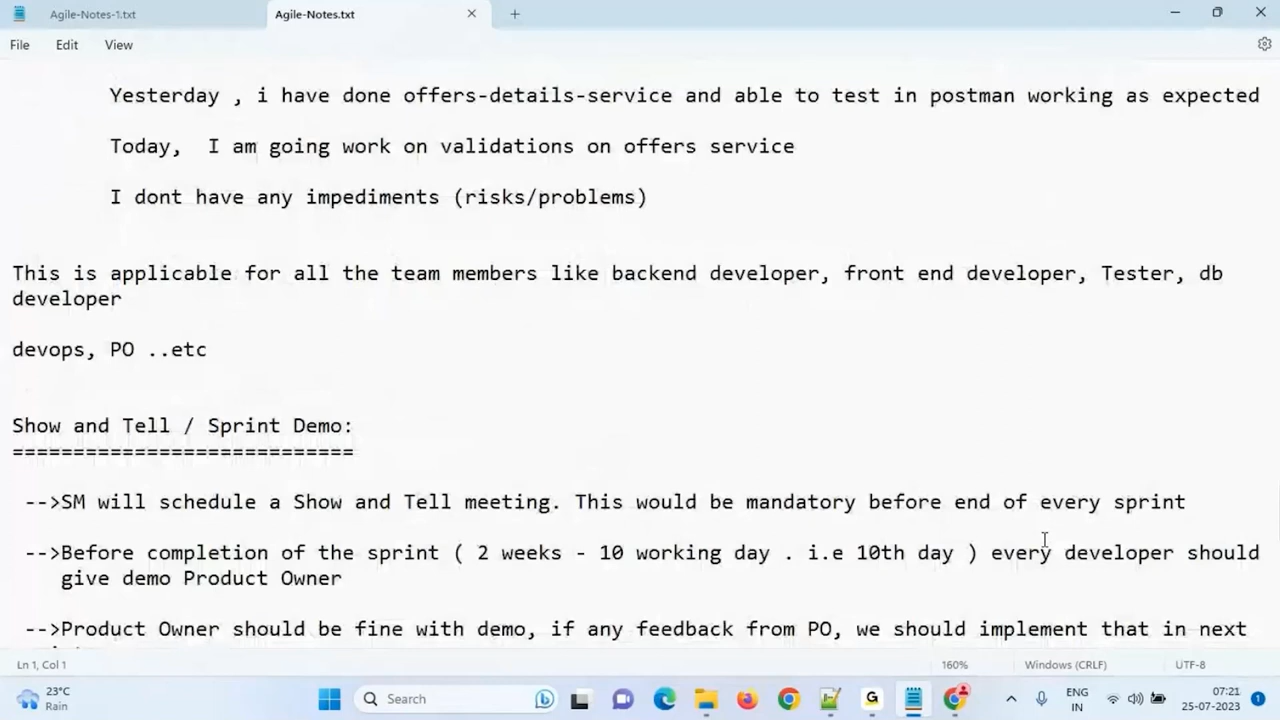 Agile-Notes-1.txt
Agile-Notes.txt
File Edit View
Yesterday , i have done offers-details-service and able to test in postman working as expected
Today,  I am going work on validations on offers service
I dont have any impediments (risks/problems)
This is applicable for all the team members like backend developer, front end developer, Tester, db
developer
devops, PO ..etc
Show and Tell / Sprint Demo:
============================
-->SM will schedule a Show and Tell meeting. This would be mandatory before end of every sprint
-->Before completion of the sprint ( 2 weeks - 10 working day . i.e 10th day ) every developer should
give demo Product Owner
-->Product Owner should be fine with demo, if any feedback from PO, we should implement that in next
Ln 1, Col 1
160%
Windows (CRLF)
UTF-8
23°C
Rain
Search
ENG
IN
07:21
25-07-2023
1